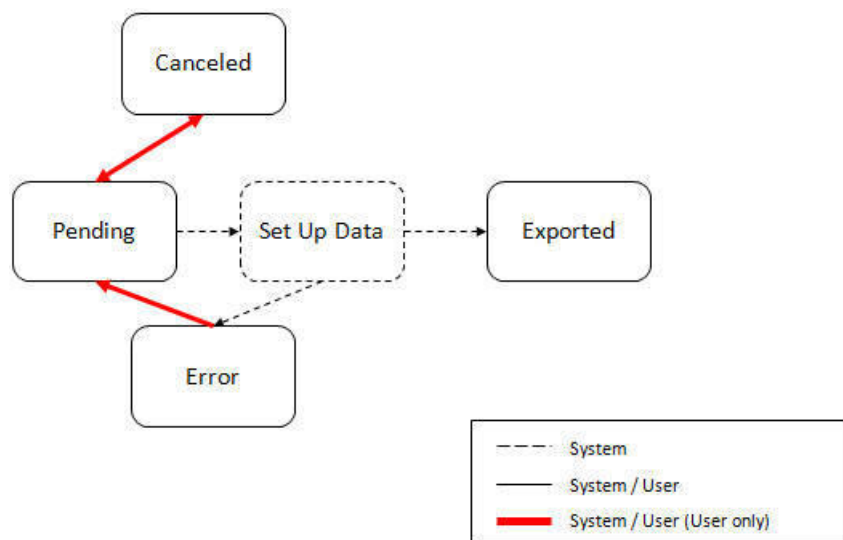 Canceled
Pending
Set Up Data
Exported
Error
System
System / User
System / User (User only)